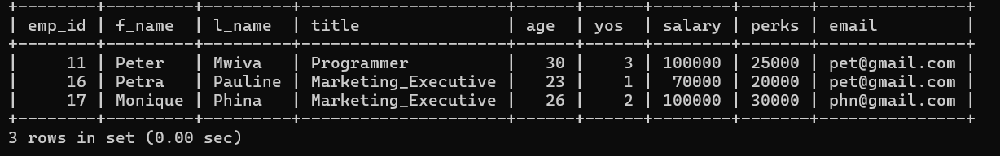 +--------+---------+---------+---------------------+------+------+--------+-------+---------------+
| emp_id | f_name  | l_name  | title               | age  | yos  | salary | perks | email         |
+--------+---------+---------+---------------------+------+------+--------+-------+---------------+
|     11 | Peter   | Mwiva   | Programmer          |   30 |    3 | 100000 | 25000 | pet@gmail.com |
|     16 | Petra   | Pauline | Marketing_Executive |   23 |    1 |  70000 | 20000 | pet@gmail.com |
|     17 | Monique | Phina   | Marketing_Executive |   26 |    2 | 100000 | 30000 | phn@gmail.com |
+--------+---------+---------+---------------------+------+------+--------+-------+---------------+
3 rows in set (0.00 sec)